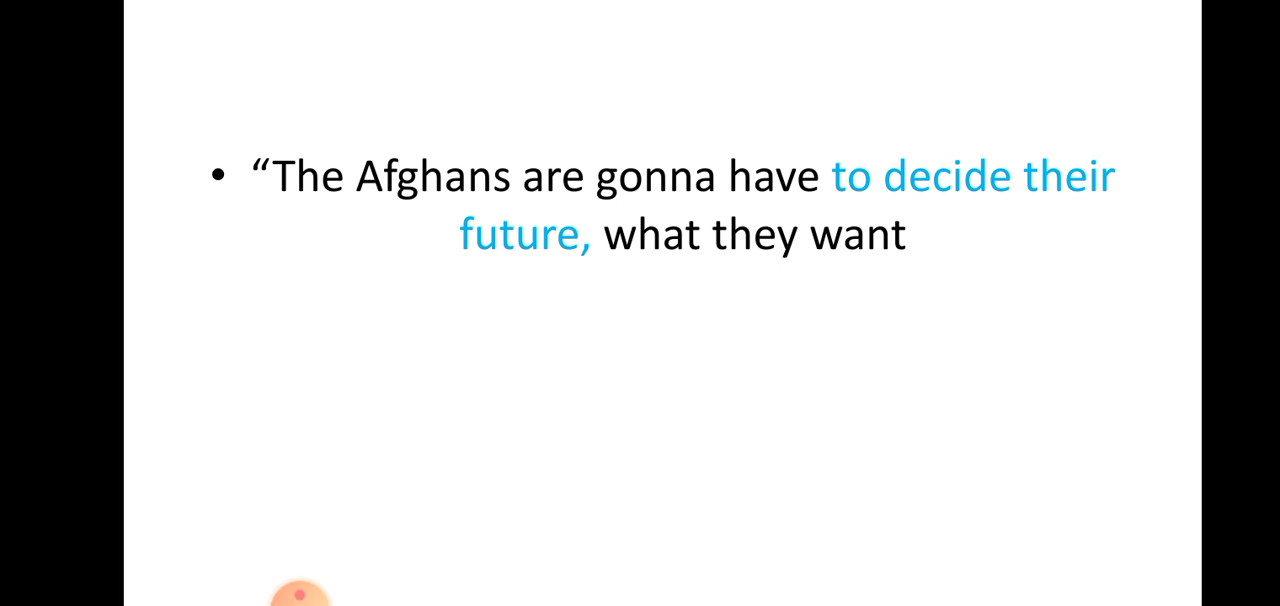 • “The Afghans are gonna have to decide their
future, what they want